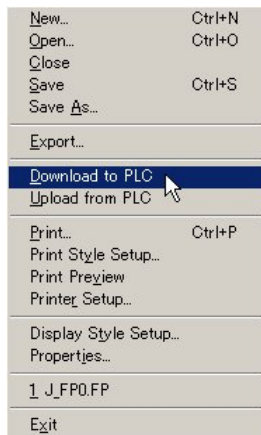 New... Ctrl+N
Open... Ctrl+O
Close
Save Ctrl+S
Save As...
Export...
Download to PLC
Upload from PLC
Print... Ctrl+P
Print Style Setup...
Print Preview
Printer Setup...
Display Style Setup...
Properties...
1 J_FP0.FP
Exit